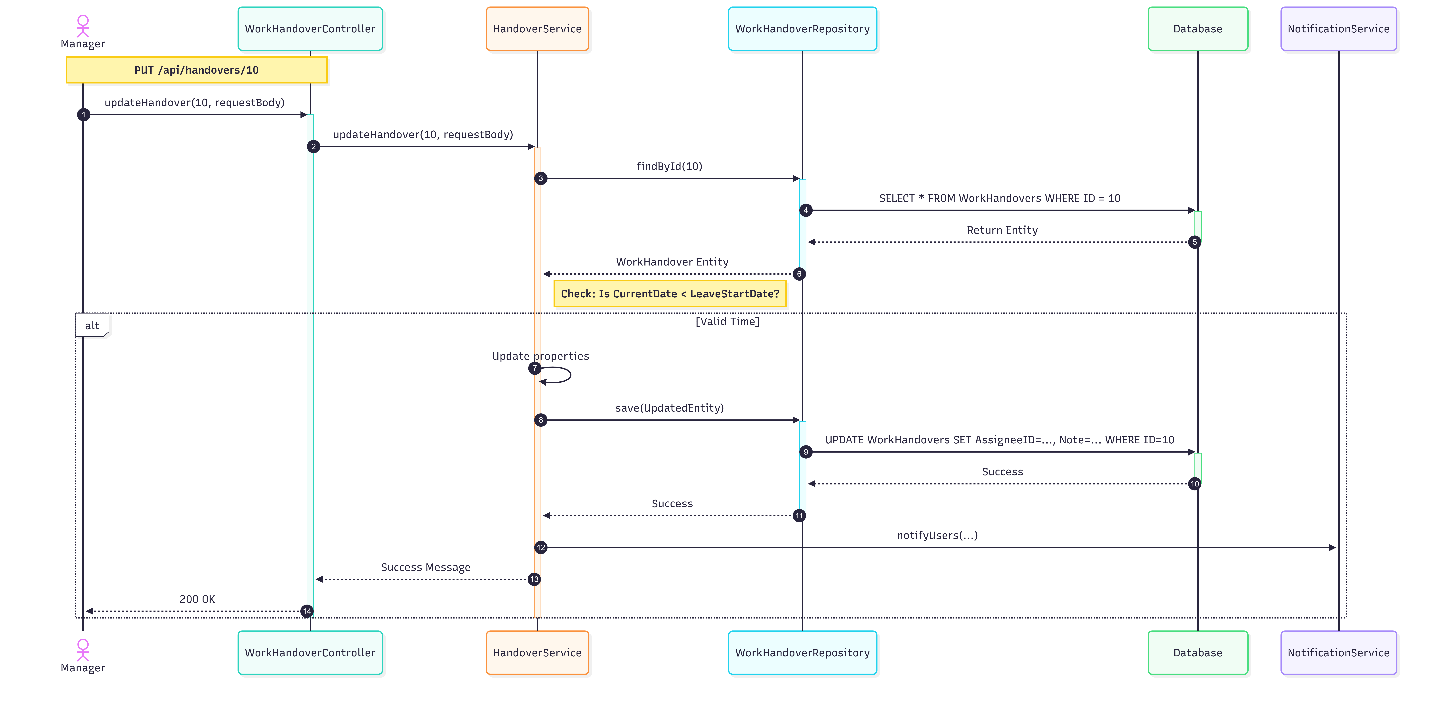 Manager
WorkHandoverController
HandoverService
WorkHandoverRepository
Database
NotificationService
PUT /api/handovers/10
updateHandover(10, requestBody)
1
updateHandover(10, requestBody)
2
findById(10)
3
SELECT * FROM WorkHandovers WHERE ID = 10
4
Return Entity
5
WorkHandover Entity
6
Check: Is CurrentDate < LeaveStartDate?
alt
[Valid Time]
Update properties
7
save(UpdatedEntity)
8
UPDATE WorkHandovers SET AssigneeID=..., Note=... WHERE ID=10
9
Success
10
Success
11
notifyUsers(...)
12
Success Message
13
200 OK
14
Manager
WorkHandoverController
HandoverService
WorkHandoverRepository
Database
NotificationService